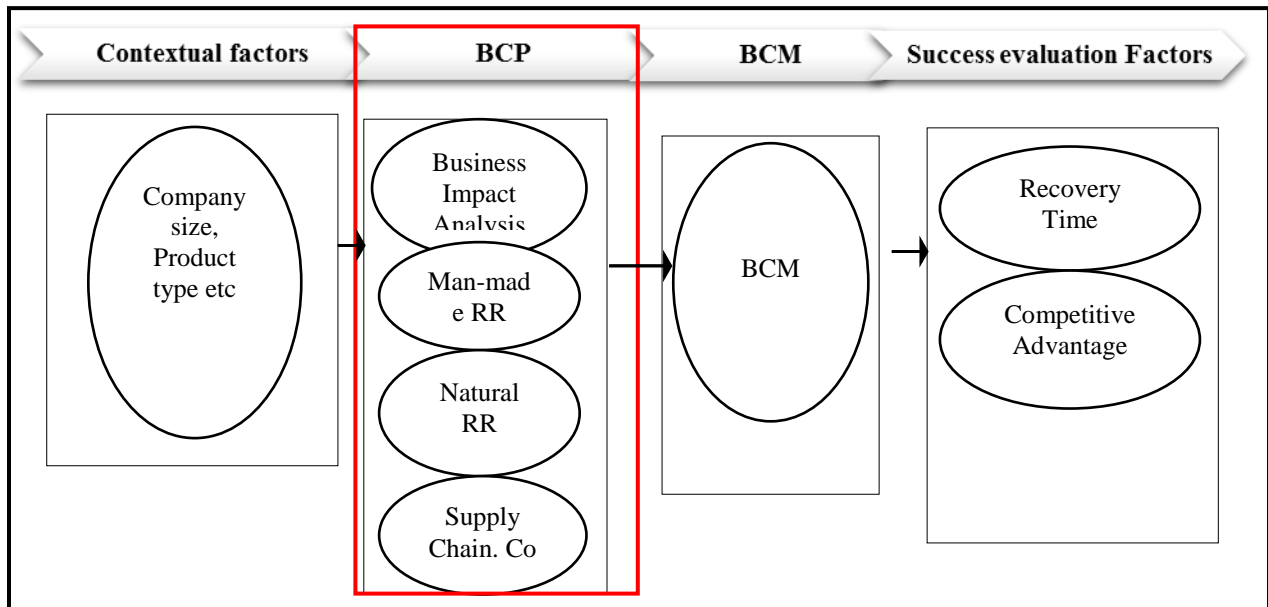 Contextual factors
BCP
BCM
Success evaluation Factors
Company
size,
Product
type etc
Business
Impact
Analysis
Man-mad
e RR
Natural
RR
Supply
Chain. Co
BCM
Recovery
Time
Competitive
Advantage